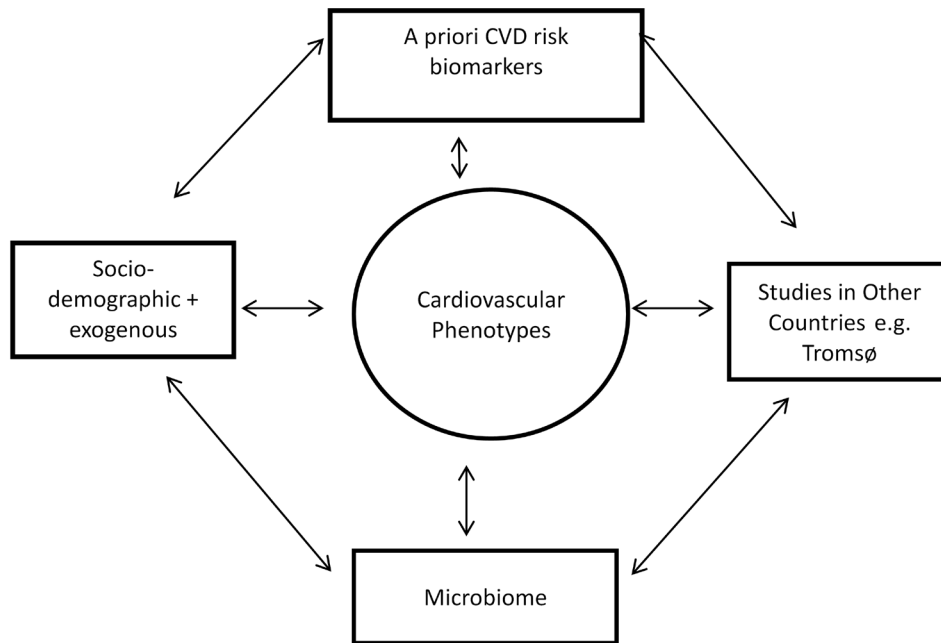 A priori CVD risk
biomarkers
Socio-
demographic +
exogenous
Cardiovascular
Phenotypes
Studies in Other
Countries e.g.
Tromsø
Microbiome